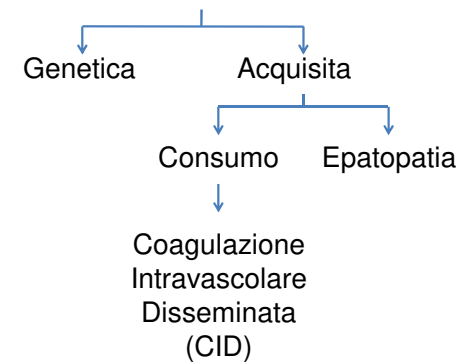 Genetica Acquisita
Consumo Epatopatia
Coagulazione
Intravascolare
Disseminata
(CID)